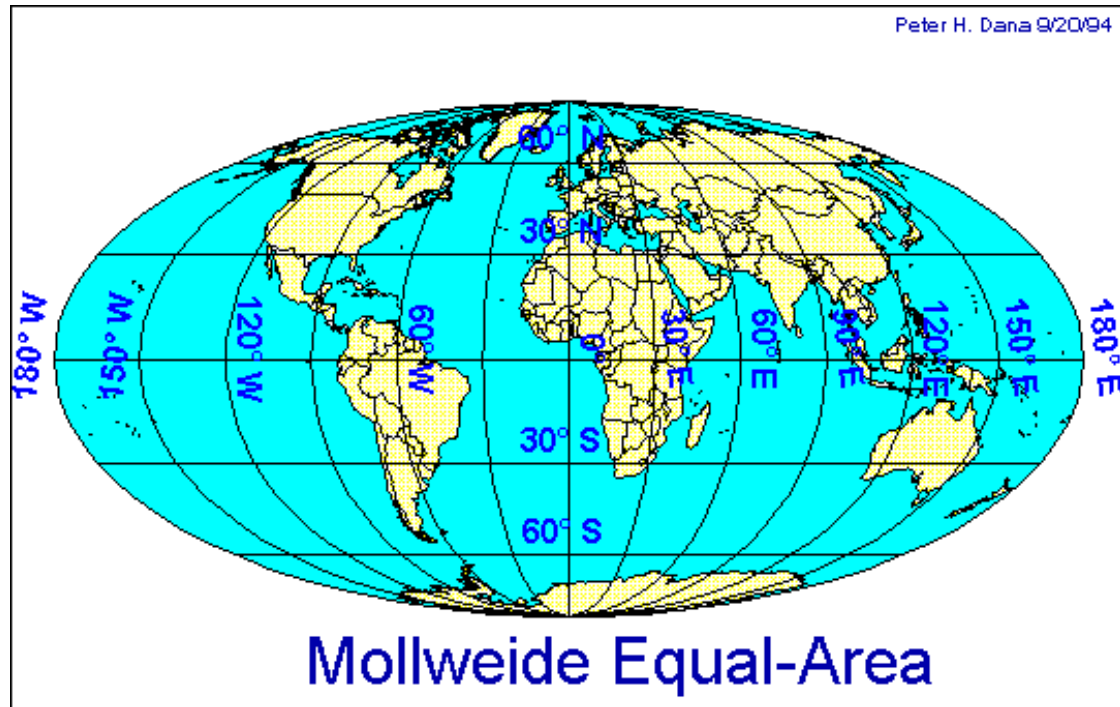 Peter H. Dana 9/20/94
60° N
30° N
180° W
150° W
120° W
60° W
0°
30° E
60° E
90° E
120° E
150° E
180° E
30° S
60° S
Mollweide Equal-Area